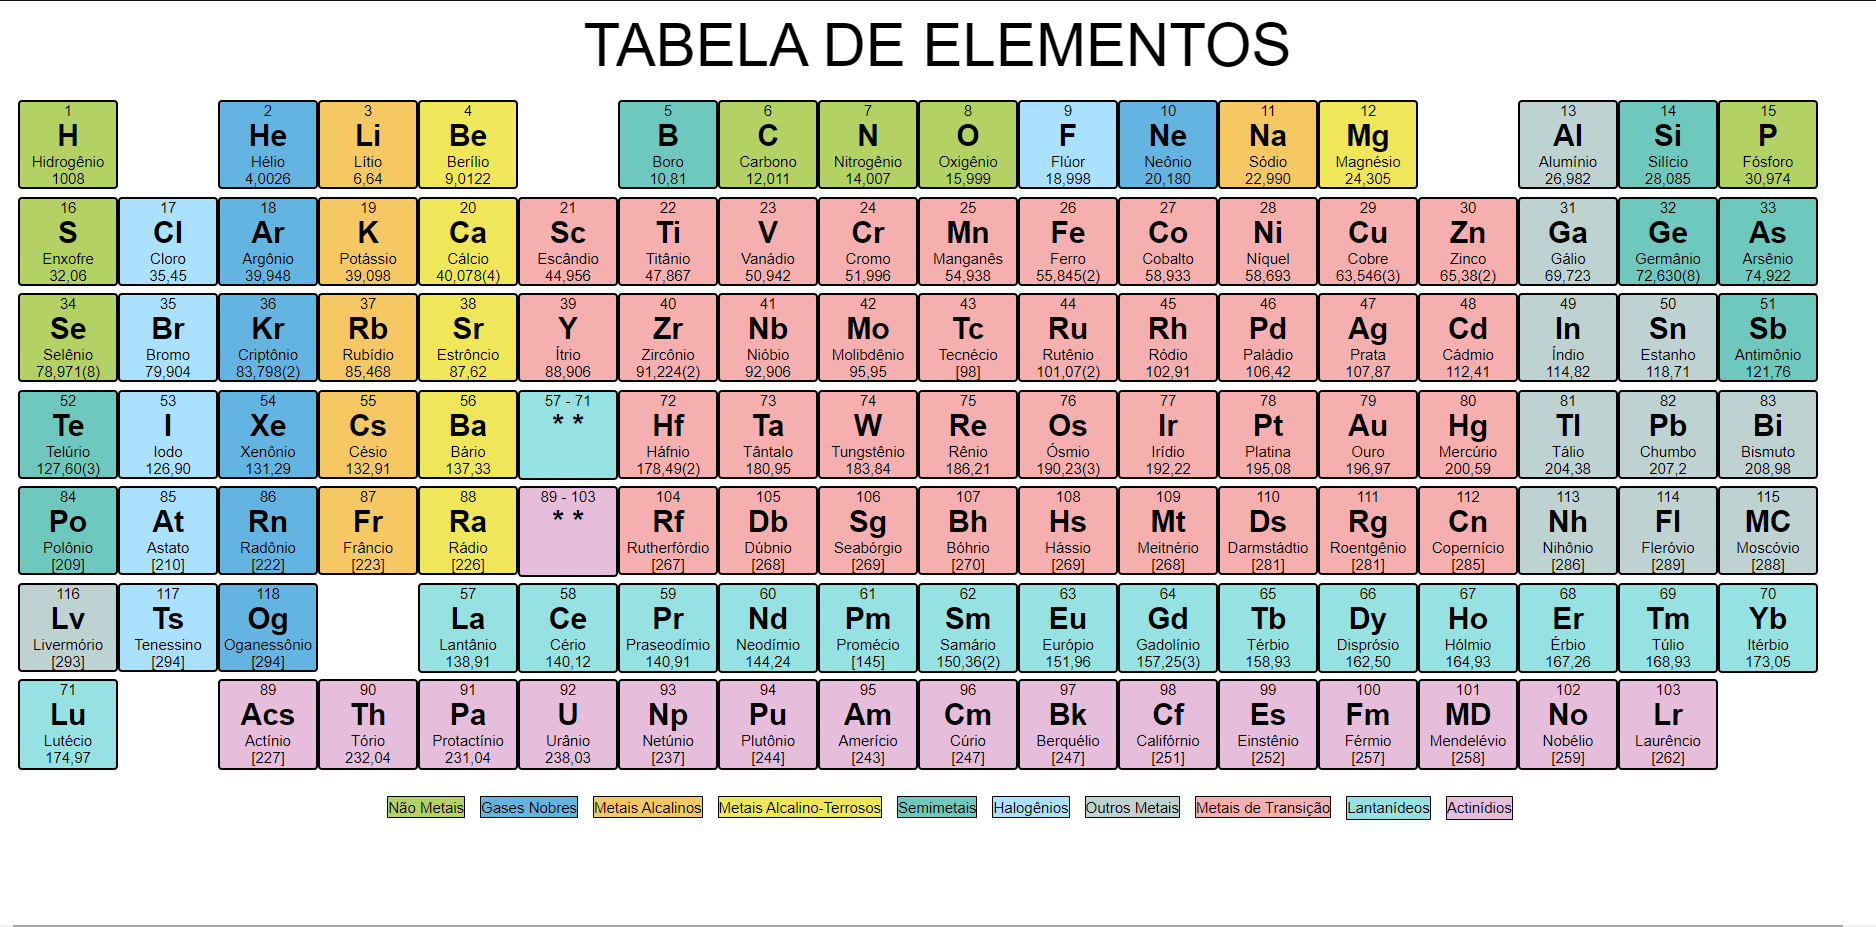 TABELA DE ELEMENTOS
1 2 3 4 5 6 7 8 9 10 11 12 13 14 15
H He Li Be B C N O F Ne Na Mg Al Si P
Hidrogênio Hélio Lítio Berílio Boro Carbono Nitrogênio Oxigênio Flúor Neônio Sódio Magnésio Alumínio Silício Fósforo
1008 4,0026 6,64 9,0122 10,81 12,011 14,007 15,999 18,998 20,180 22,990 24,305 26,982 28,085 30,974
16 17 18 19 20 21 22 23 24 25 26 27 28 29 30 31 32 33
S Cl Ar K Ca Sc Ti V Cr Mn Fe Co Ni Cu Zn Ga Ge As
Enxofre Cloro Argônio Potássio Cálcio Escândio Titânio Vanádio Cromo Manganês Ferro Cobalto Níquel Cobre Zinco Gálio Germânio Arsênio
32,06 35,45 39,948 39,098 40,078(4) 44,956 47,867 50,942 51,996 54,938 55,845(2) 58,933 58,693 63,546(3) 65,38(2) 69,723 72,630(8) 74,922
34 35 36 37 38 39 40 41 42 43 44 45 46 47 48 49 50 51
Se Br Kr Rb Sr Y Zr Nb Mo Tc Ru Rh Pd Ag Cd In Sn Sb
Selênio Bromo Criptônio Rubídio Estrôncio Ítrio Zircônio Nióbio Molibdênio Tecnécio Rutênio Ródio Paládio Prata Cádmio Índio Estanho Antimônio
78,971(8) 79,904 83,798(2) 85,468 87,62 88,906 91,224(2) 92,906 95,95 [98] 101,07(2) 102,91 106,42 107,87 112,41 114,82 118,71 121,76
52 53 54 55 56 57 - 71 72 73 74 75 76 77 78 79 80 81 82 83
Te I Xe Cs Ba * * Hf Ta W Re Os Ir Pt Au Hg Tl Pb Bi
Telúrio Iodo Xenônio Césio Bário Háfnio Tântalo Tungstênio Rênio Ósmio Irídio Platina Ouro Mercúrio Tálio Chumbo Bismuto
127,60(3) 126,90 131,29 132,91 137,33 178,49(2) 180,95 183,84 186,21 190,23(3) 192,22 195,08 196,97 200,59 204,38 207,2 208,98
84 85 86 87 88 89 - 103 104 105 106 107 108 109 110 111 112 113 114 115
Po At Rn Fr Ra * * Rf Db Sg Bh Hs Mt Ds Rg Cn Nh Fl MC
Polônio Astato Radônio Frâncio Rádio Rutherfórdio Dúbnio Seabórgio Bóhrio Hássio Meitnério Darmstádtio Roentgênio Copernício Nihônio Fleróvio Moscóvio
[209] [210] [222] [223] [226] [267] [268] [269] [270] [269] [268] [281] [281] [285] [286] [289] [288]
116 117 118 57 58 59 60 61 62 63 64 65 66 67 68 69 70
Lv Ts Og La Ce Pr Nd Pm Sm Eu Gd Tb Dy Ho Er Tm Yb
Livermório Tenessino Oganessônio Lantânio Cério Praseodímio Neodímio Promécio Samário Európio Gadolínio Térbio Disprósio Hólmio Érbio Túlio Itérbio
[293] [294] [294] 138,91 140,12 140,91 144,24 [145] 150,36(2) 151,96 157,25(3) 158,93 162,50 164,93 167,26 168,93 173,05
71 89 90 91 92 93 94 95 96 97 98 99 100 101 102 103
Lu Acs Th Pa U Np Pu Am Cm Bk Cf Es Fm MD No Lr
Lutécio Actínio Tório Protactínio Urânio Netúnio Plutônio Amerício Cúrio Berquélio Califórnio Einstênio Férmio Mendelévio Nobélio Laurêncio
174,97 [227] 232,04 231,04 238,03 [237] [244] [243] [247] [247] [251] [252] [257] [258] [259] [262]
Não Metais Gases Nobres Metais Alcalinos Metais Alcalino-Terrosos Semimetais Halogênios Outros Metais Metais de Transição Lantanídeos Actinídios